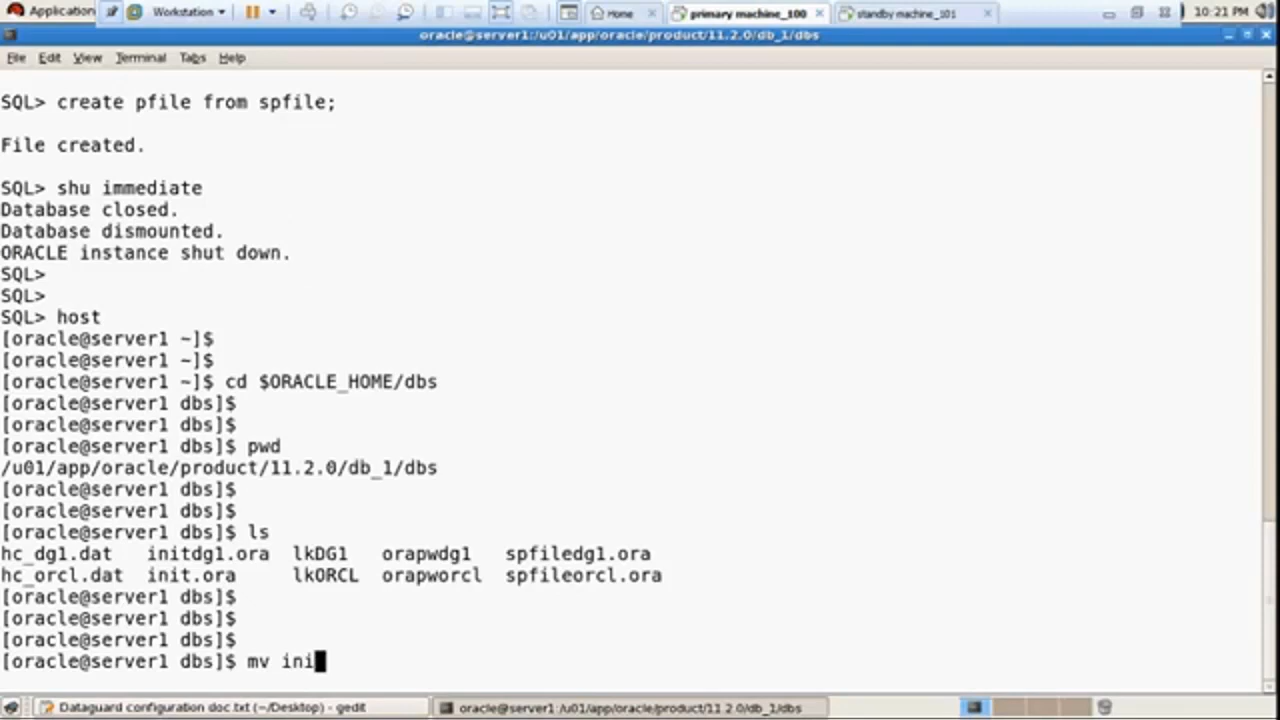 Application Workstation Home primary machine_100 standby machine_101 10:21 PM
oracle@server1:/u01/app/oracle/product/11.2.0/db_1/dbs
File Edit View Terminal Tabs Help
SQL> create pfile from spfile;
File created.
SQL> shu immediate
Database closed.
Database dismounted.
ORACLE instance shut down.
SQL>
SQL>
SQL> host
[oracle@server1 ~]$
[oracle@server1 ~]$
[oracle@server1 ~]$ cd $ORACLE_HOME/dbs
[oracle@server1 dbs]$
[oracle@server1 dbs]$
[oracle@server1 dbs]$ pwd
/u01/app/oracle/product/11.2.0/db_1/dbs
[oracle@server1 dbs]$
[oracle@server1 dbs]$
[oracle@server1 dbs]$ ls
hc_dg1.dat initdg1.ora lkDG1 orapwdg1 spfiledg1.ora
hc_orcl.dat init.ora lkORCL orapworcl spfileorcl.ora
[oracle@server1 dbs]$
[oracle@server1 dbs]$
[oracle@server1 dbs]$
[oracle@server1 dbs]$ mv ini
Dataguard configuration doc.txt (~/Desktop) - gedit oracle@server1:/u01/app/oracle/product/11.2.0/db_1/dbs